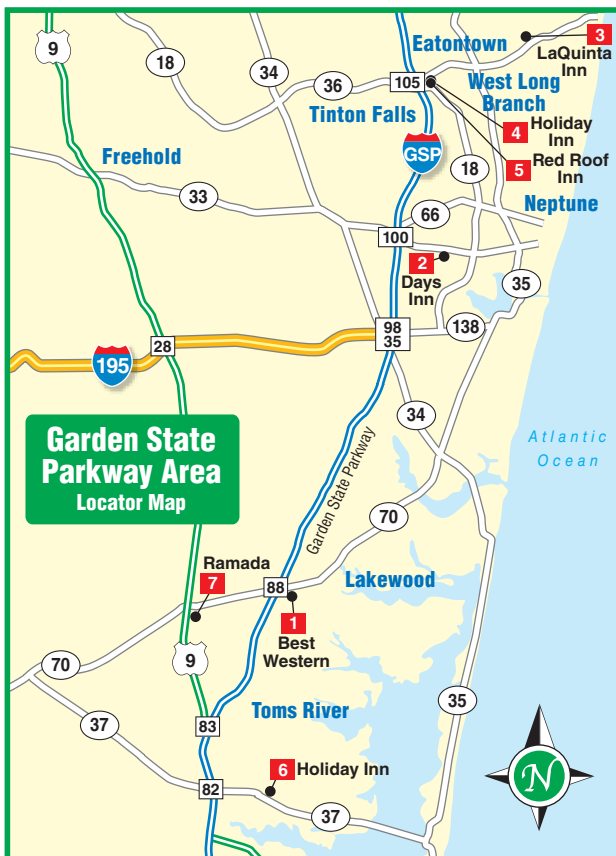 9
18
34
36
105
Eatontown
3
LaQuinta
Inn
West Long
Branch
Tinton Falls
4
Holiday
Inn
5
Red Roof
Inn
GSP
18
Freehold
33
Neptune
66
100
2
Days
Inn
35
98
35
138
28
195
34
Garden State
Parkway Area
Locator Map
Garden State Parkway
Atlantic
Ocean
70
Ramada
7
88
Lakewood
1
Best
Western
70
9
37
83
Toms River
35
6
Holiday Inn
82
37
N